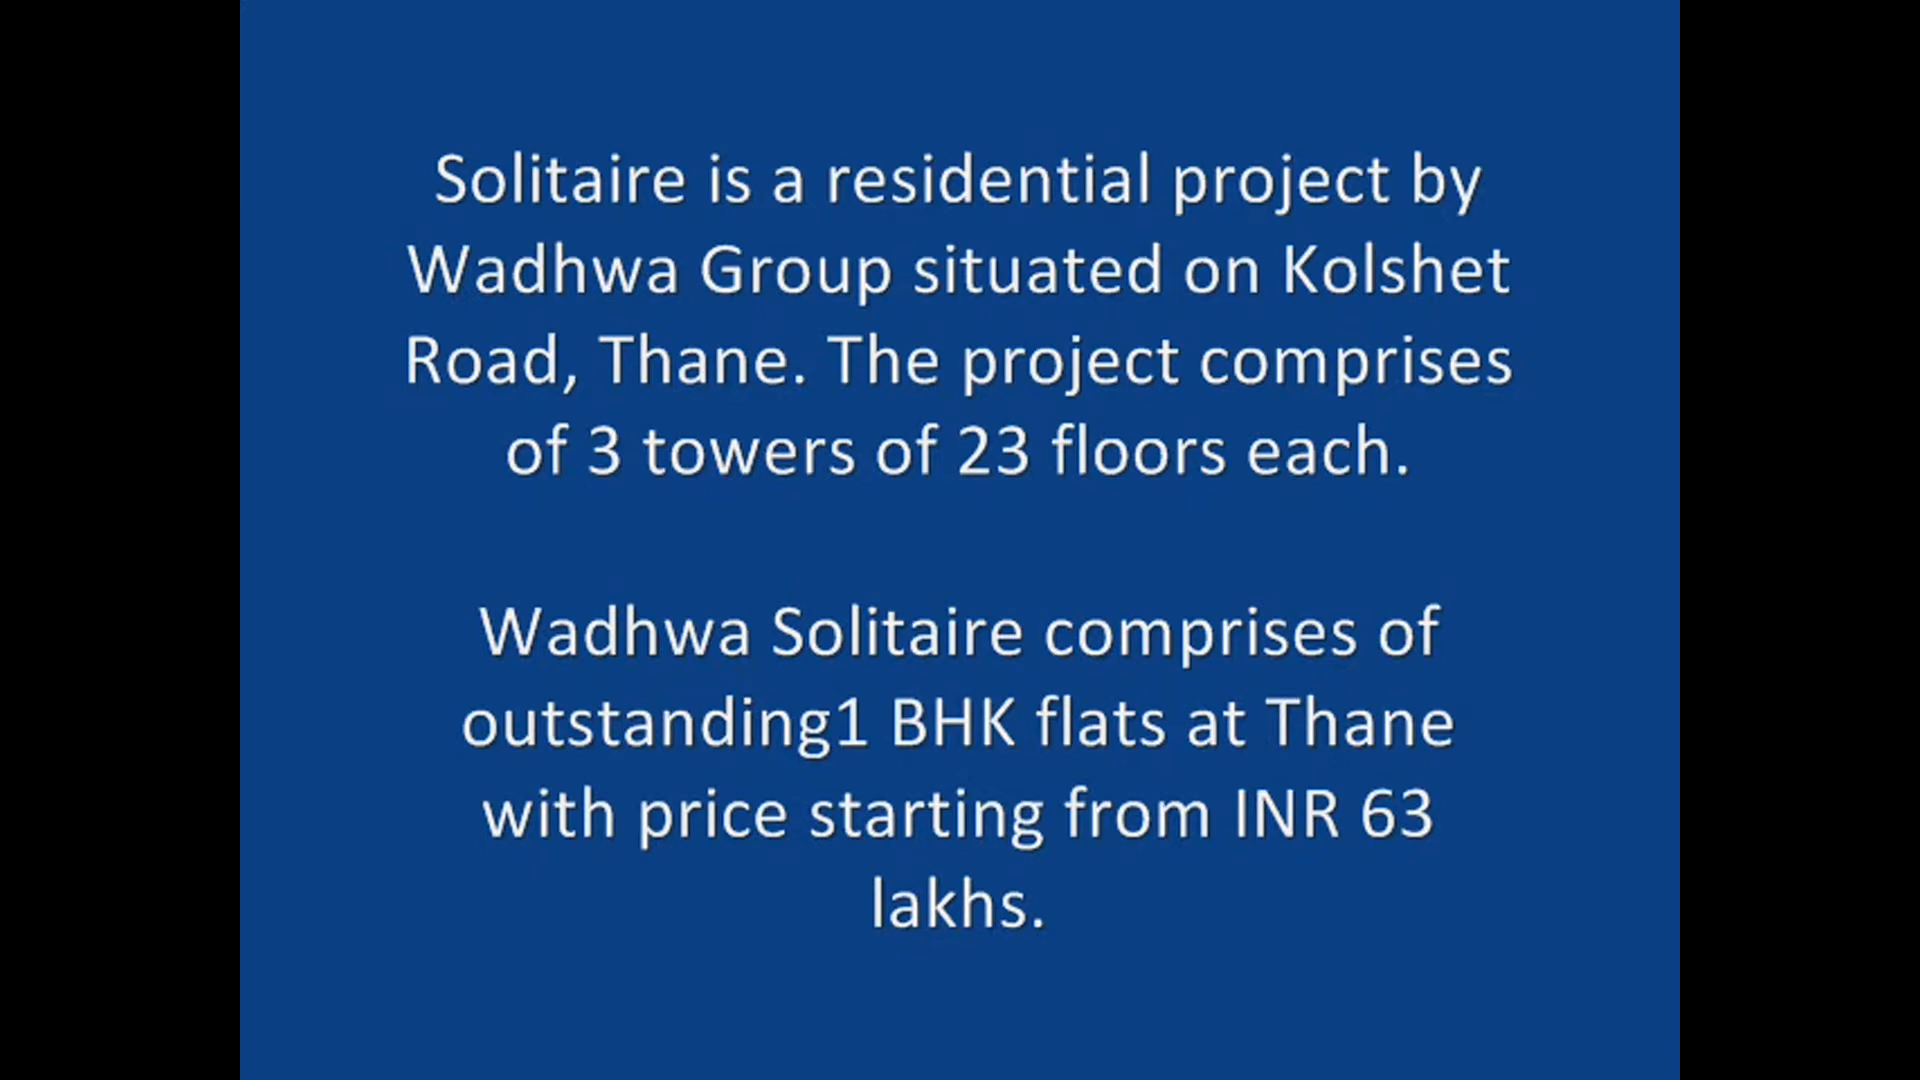 Solitaire is a residential project by
Wadhwa Group situated on Kolshet
Road, Thane. The project comprises
of 3 towers of 23 floors each.
Wadhwa Solitaire comprises of
outstanding1 BHK flats at Thane
with price starting from INR 63
lakhs.